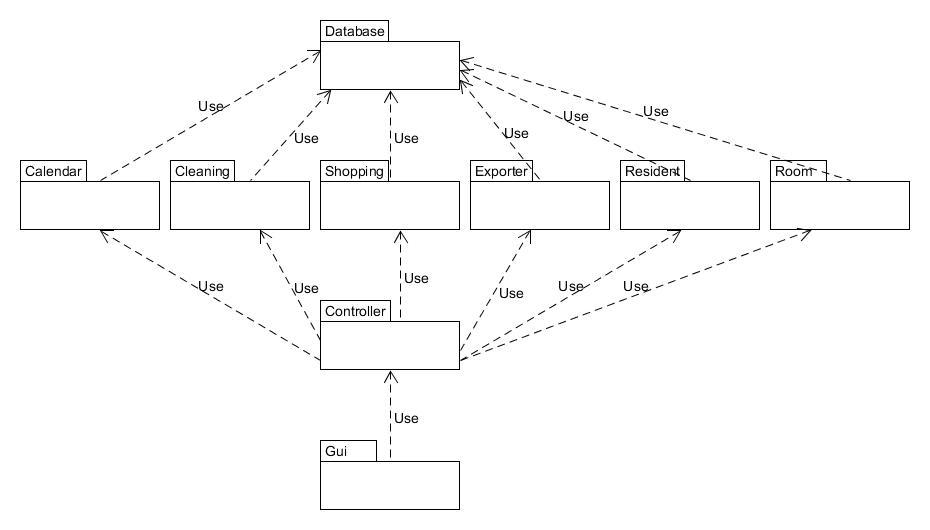 Database
Use
Use
Use
Use
Use
Use
Calendar
Cleaning
Shopping
Exporter
Resident
Room
Use
Use
Use
Use
Use
Use
Controller
Use
Gui